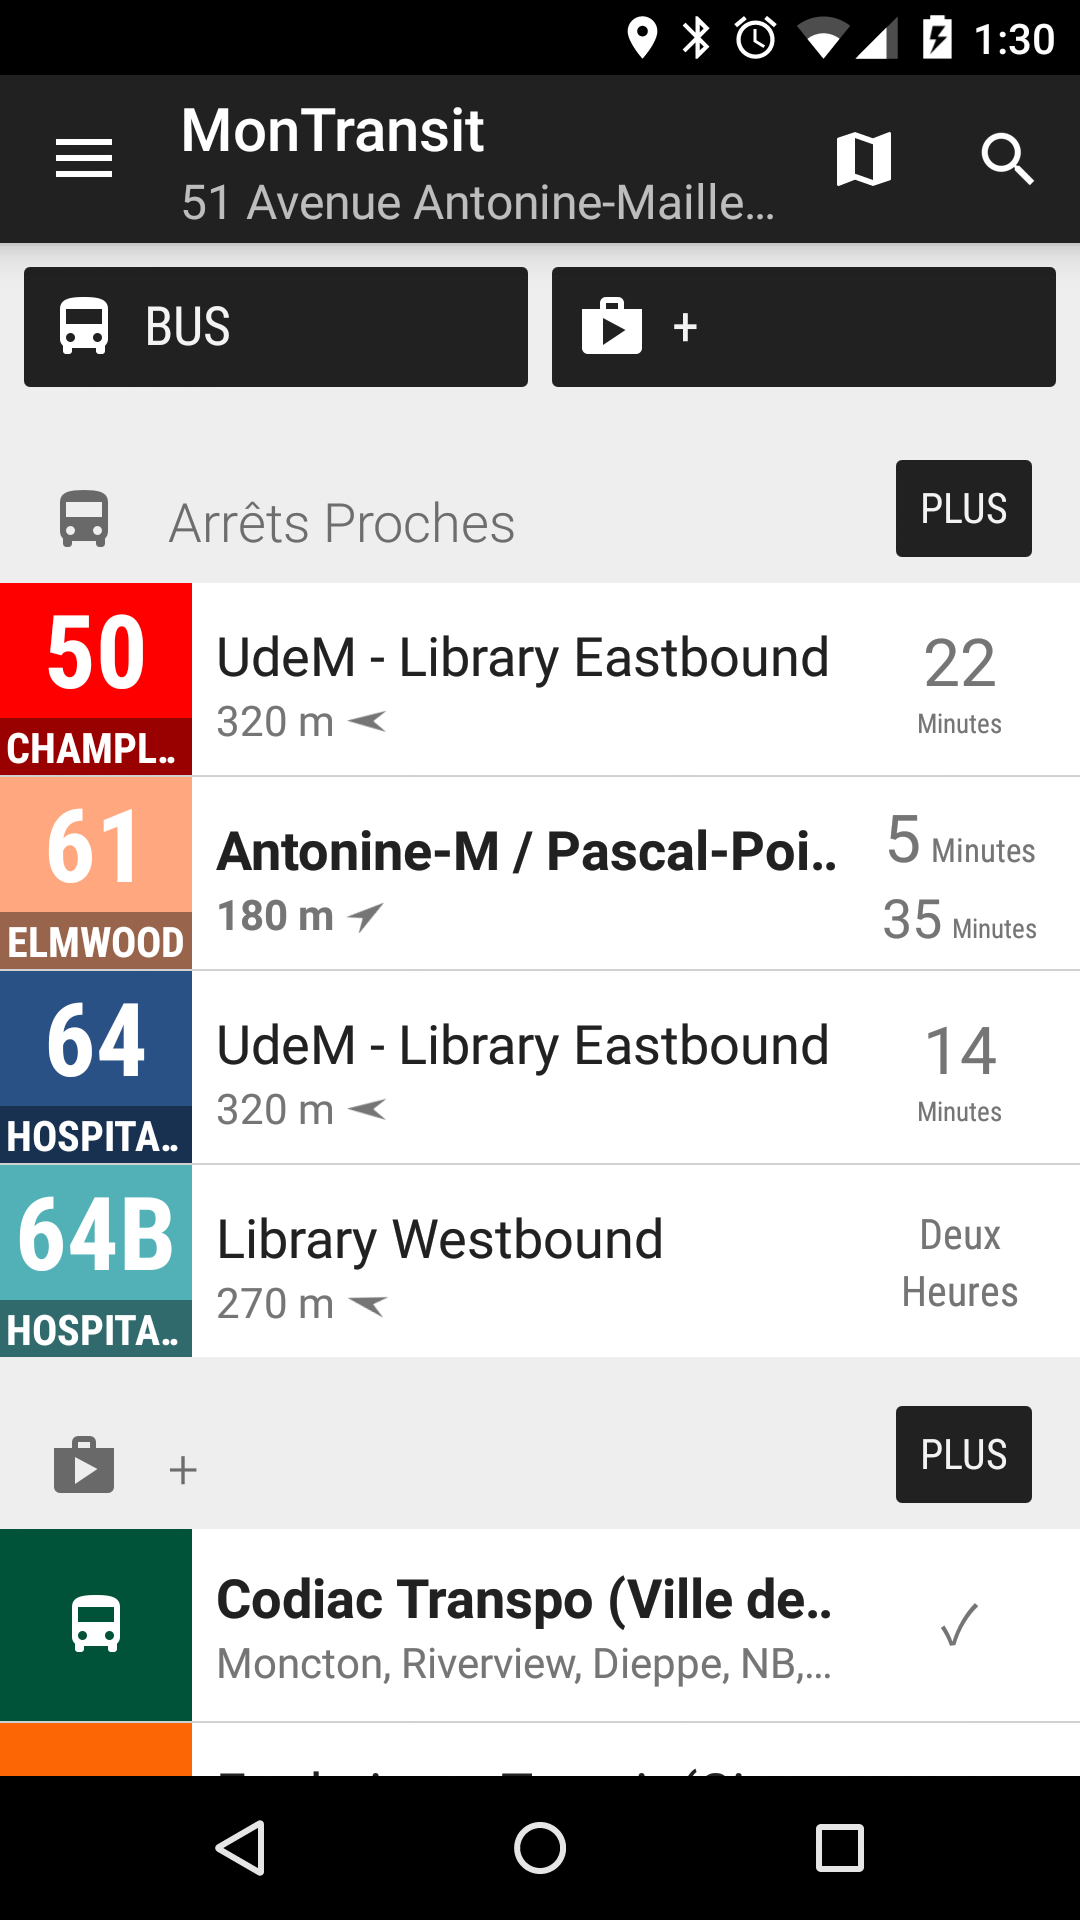 1:30
MonTransit
51 Avenue Antonine-Maille...
BUS
+
Arrêts Proches
PLUS
50
CHAMPL..
UdeM - Library Eastbound
320 m
22
Minutes
61
ELMWOOD
Antonine-M / Pascal-Poi..
180 m
5 Minutes
35 Minutes
64
HOSPITA..
UdeM - Library Eastbound
320 m
14
Minutes
64B
HOSPITA..
Library Westbound
270 m
Deux
Heures
+
PLUS
Codiac Transpo (Ville de..
Moncton, Riverview, Dieppe, NB,...